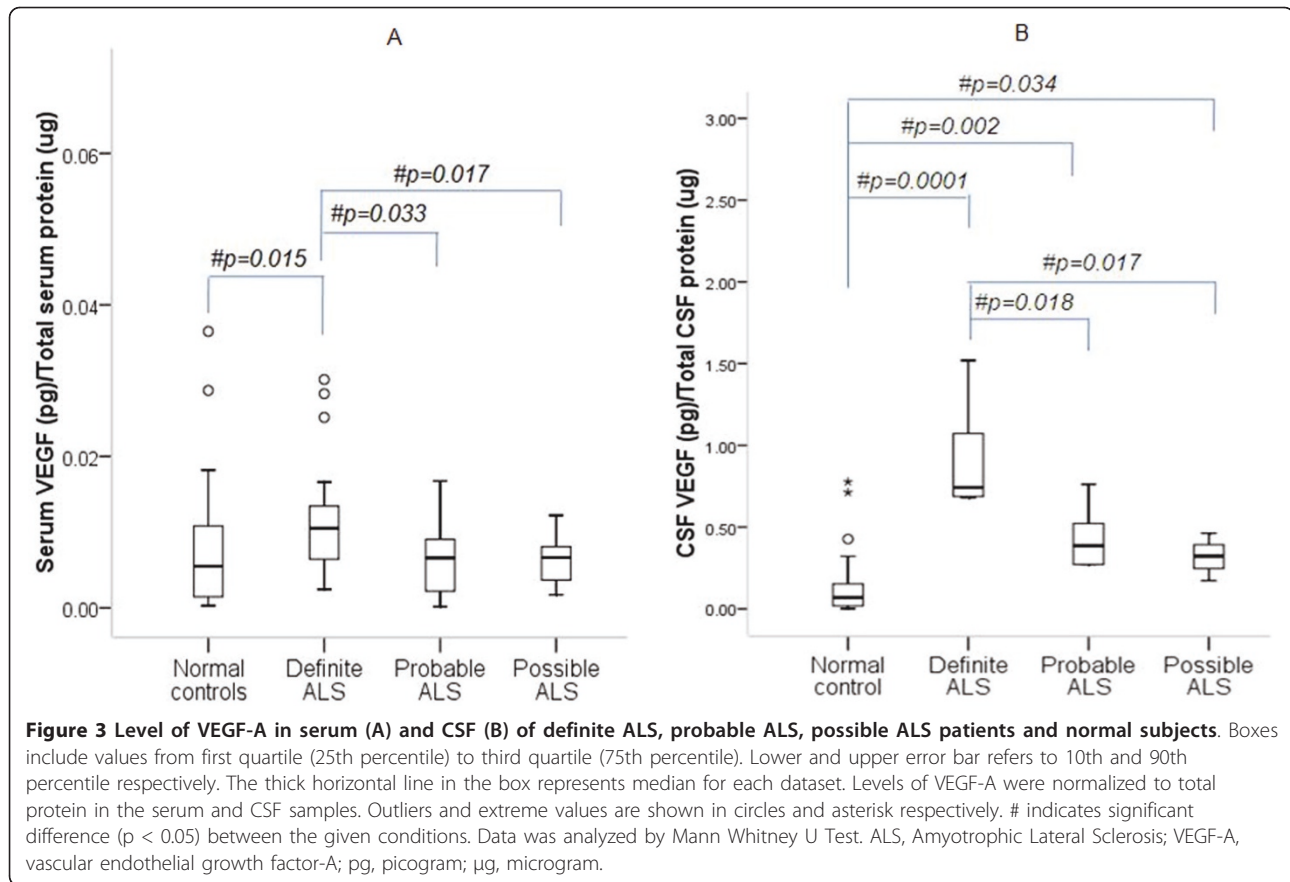 A
Serum VEGF (pg)/Total serum protein (ug)
0.06
0.04
0.02
0.00
#p=0.017
#p=0.033
#p=0.015
Normal controls
Definite ALS
Probable ALS
Possible ALS
B
CSF VEGF (pg)/Total CSF protein (ug)
3.00
2.50
2.00
1.50
1.00
0.50
0.00
#p=0.034
#p=0.002
#p=0.0001
#p=0.017
#p=0.018
Normal control
Definite ALS
Probable ALS
Possible ALS
Figure 3 Level of VEGF-A in serum (A) and CSF (B) of definite ALS, probable ALS, possible ALS patients and normal subjects. Boxes
include values from first quartile (25th percentile) to third quartile (75th percentile). Lower and upper error bar refers to 10th and 90th
percentile respectively. The thick horizontal line in the box represents median for each dataset. Levels of VEGF-A were normalized to total
protein in the serum and CSF samples. Outliers and extreme values are shown in circles and asterisk respectively. # indicates significant
difference (p < 0.05) between the given conditions. Data was analyzed by Mann Whitney U Test. ALS, Amyotrophic Lateral Sclerosis; VEGF-A,
vascular endothelial growth factor-A; pg, picogram; μg, microgram.